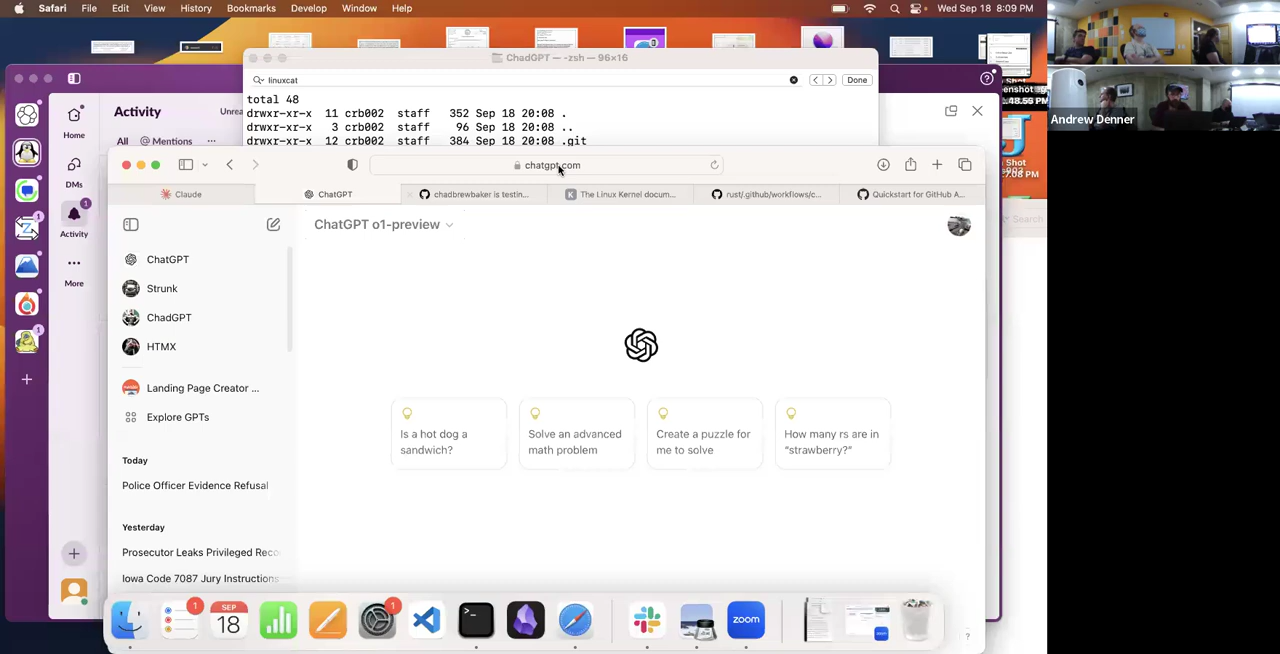 Safari File Edit View History Bookmarks Develop Window Help
Wed Sep 18 8:09 PM
ChadGPT — -zsh — 96×16
linuxcat
Done
total 48
drwxr-xr-x 11 crb002 staff 352 Sep 18 20:08 .
drwxr-xr-x 3 crb002 staff 96 Sep 18 20:08 ..
drwxr-xr-x 12 crb002 staff 384 Sep 18 20:08 .git
Activity
Unrea
All @ Mentions ...
Home
DMs
Activity
More
chatgpt.com
Claude
ChatGPT
chadbrewbaker is testin...
The Linux Kernel docum...
rust/.github/workflows/c...
Quickstart for GitHub A...
ChatGPT o1-preview
ChatGPT
Strunk
ChadGPT
HTMX
Landing Page Creator ...
Explore GPTs
Today
Police Officer Evidence Refusal
Yesterday
Prosecutor Leaks Privileged Reco
Iowa Code 7087 Jury Instructions
Is a hot dog a
sandwich?
Solve an advanced
math problem
Create a puzzle for
me to solve
How many rs are in
“strawberry?”
Search
Andrew Denner
SEP
18
zoom